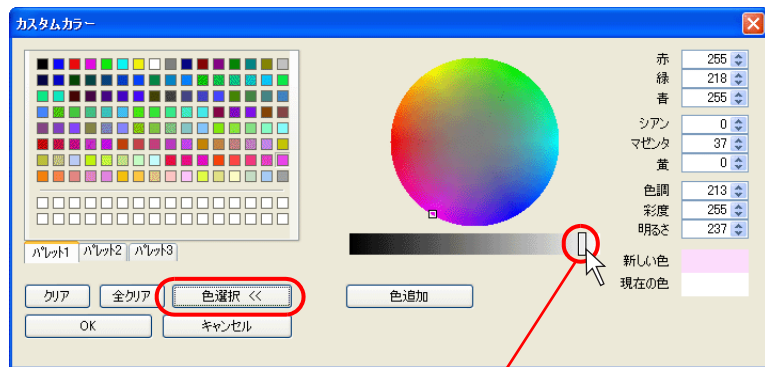 カスタムカラー
赤 255
緑 218
青 255
シアン 0
マゼンタ 37
黄 0
色調 213
彩度 255
明るさ 237
新しい色
現在の色
パレット1 パレット2 パレット3
クリア 全クリア 色選択 << 色追加
OK キャンセル